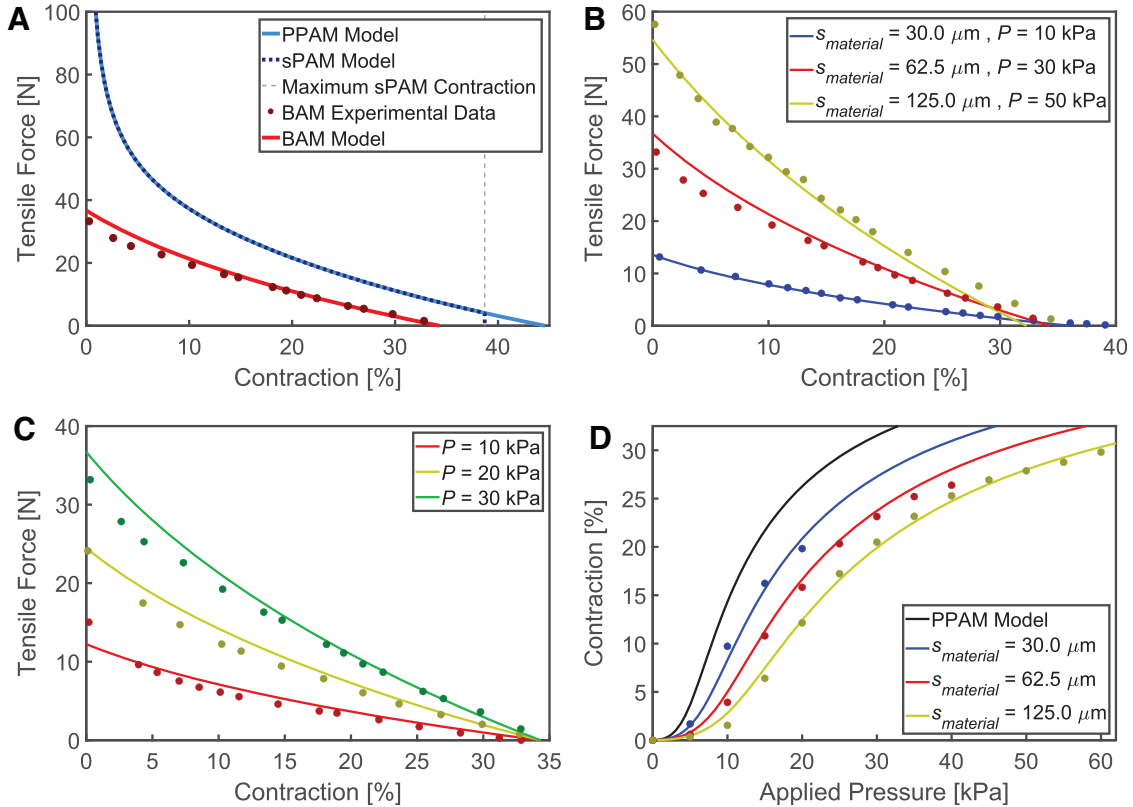 A
100
80
60
40
20
0
Tensile Force [N]
PPAM Model
sPAM Model
Maximum sPAM Contraction
BAM Experimental Data
BAM Model
0 10 20 30 40
Contraction [%]
B
60
50
40
30
20
10
0
Tensile Force [N]
s_material = 30.0 μm , P = 10 kPa
s_material = 62.5 μm , P = 30 kPa
s_material = 125.0 μm , P = 50 kPa
0 10 20 30 40
Contraction [%]
C
40
30
20
10
0
Tensile Force [N]
P = 10 kPa
P = 20 kPa
P = 30 kPa
0 5 10 15 20 25 30 35
Contraction [%]
D
30
25
20
15
10
5
0
Contraction [%]
PPAM Model
s_material = 30.0 μm
s_material = 62.5 μm
s_material = 125.0 μm
0 10 20 30 40 50 60
Applied Pressure [kPa]